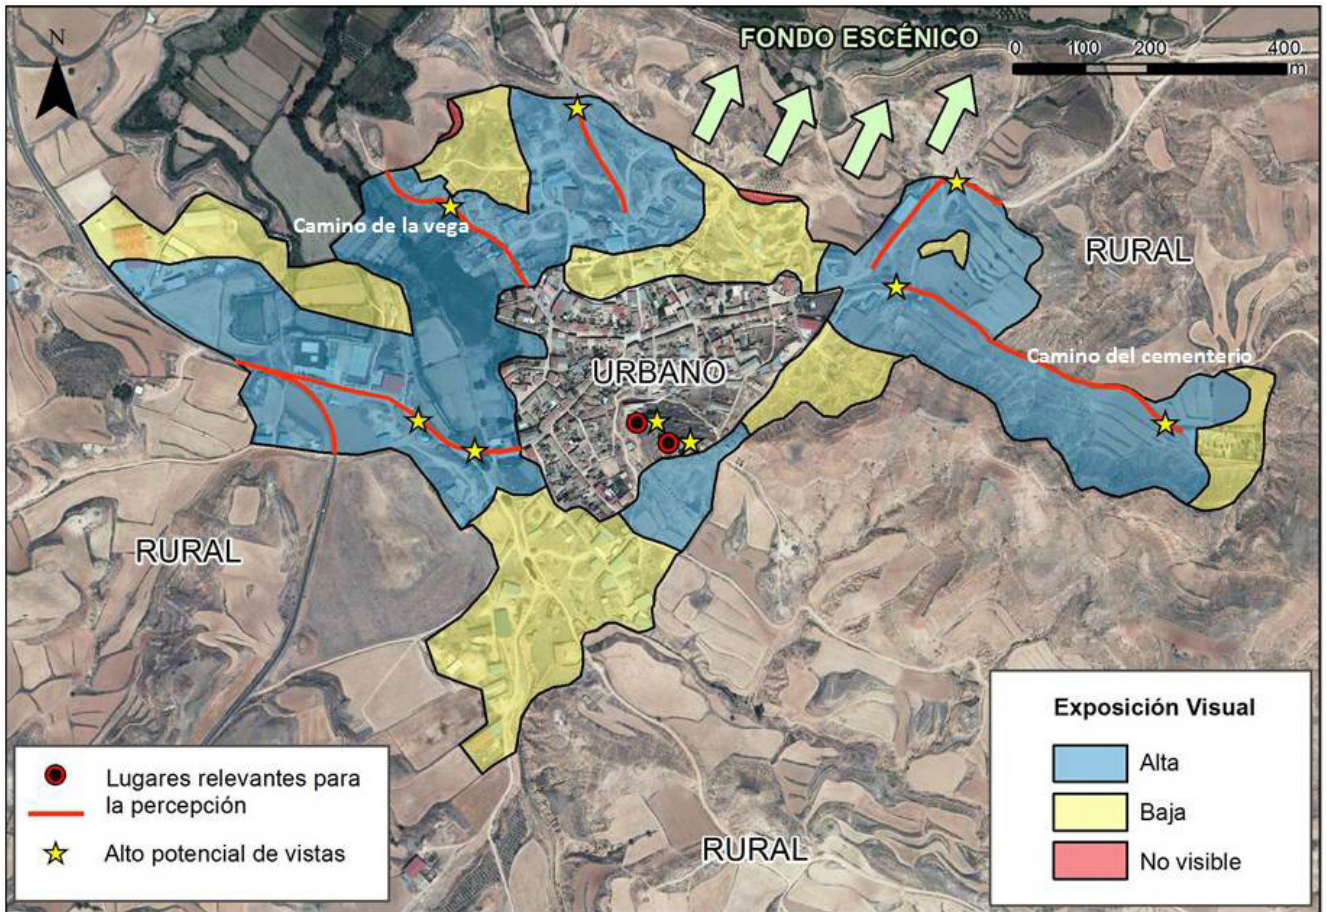 N
FONDO ESCÉNICO
0 100 200 400
m
Camino de la vega
RURAL
Camino del cementerio
URBANO
RURAL
RURAL
Lugares relevantes para
la percepción
Alto potencial de vistas
Exposición Visual
Alta
Baja
No visible